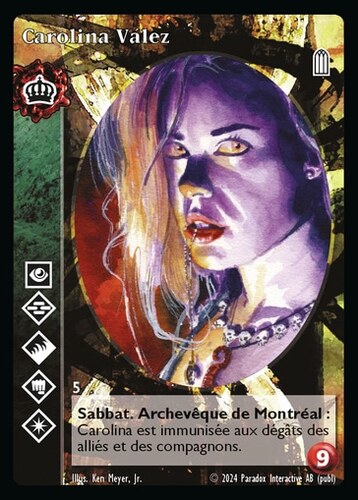 Carolina Vález
5
Sabbat. Archevêque de Montréal :
Carolina est immunisée aux dégâts des
alliés et des compagnons.
9
Illus. Ken Meyer, Jr. © 2024 Paradox Interactive AB (publ)